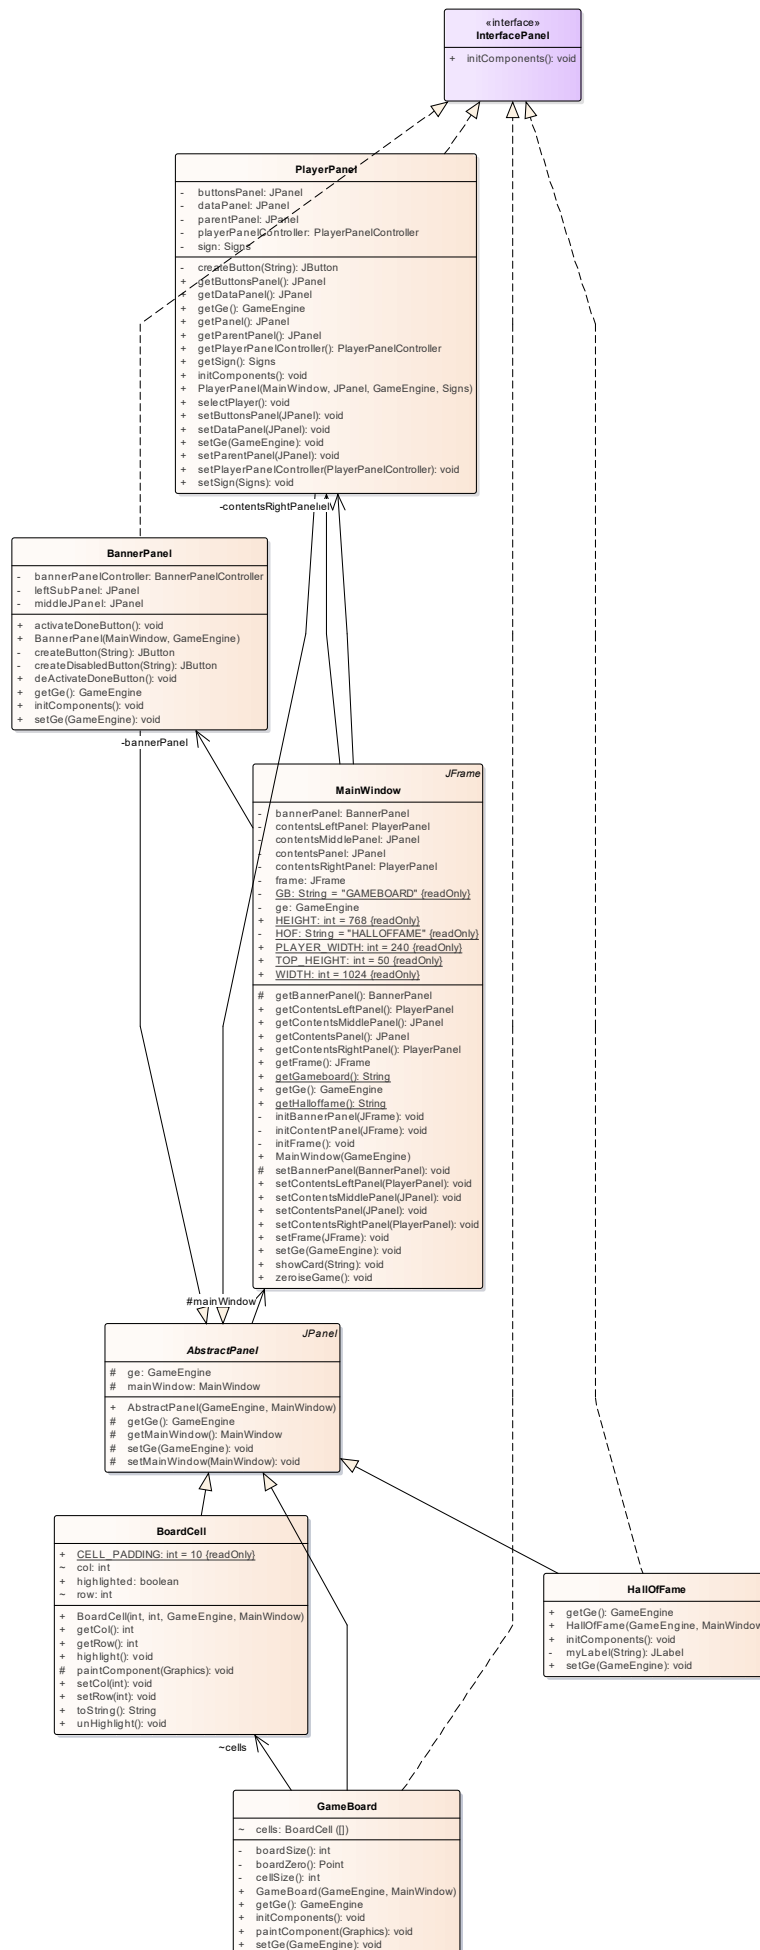 «interface»
InterfacePanel
+ initComponents(): void
PlayerPanel
- buttonsPanel: JPanel
- dataPanel: JPanel
- parentPanel: JPanel
- playerPanelController: PlayerPanelController
- sign: Signs
- createButton(String): JButton
+ getButtonsPanel(): JPanel
+ getDataPanel(): JPanel
+ getGe(): GameEngine
+ getPanel(): JPanel
+ getParentPanel(): JPanel
+ getPlayerPanelController(): PlayerPanelController
+ getSign(): Signs
+ initComponents(): void
+ PlayerPanel(MainWindow, JPanel, GameEngine, Signs)
+ selectPlayer(): void
+ setButtonsPanel(JPanel): void
+ setDataPanel(JPanel): void
+ setGe(GameEngine): void
+ setParentPanel(JPanel): void
+ setPlayerPanelController(PlayerPanelController): void
+ setSign(Signs): void
-contentsRightPanel
BannerPanel
- bannerPanelController: BannerPanelController
- leftSubPanel: JPanel
- middleJPanel: JPanel
+ activateDoneButton(): void
+ BannerPanel(MainWindow, GameEngine)
- createButton(String): JButton
- createDisabledButton(String): JButton
+ deActivateDoneButton(): void
+ getGe(): GameEngine
+ initComponents(): void
+ setGe(GameEngine): void
-bannerPanel
JFrame
MainWindow
- bannerPanel: BannerPanel
- contentsLeftPanel: PlayerPanel
- contentsMiddlePanel: JPanel
- contentsPanel: JPanel
- contentsRightPanel: PlayerPanel
- frame: JFrame
- GB: String = "GAMEBOARD" {readOnly}
- ge: GameEngine
+ HEIGHT: int = 768 {readOnly}
- HOF: String = "HALLOFFAME" {readOnly}
+ PLAYER_WIDTH: int = 240 {readOnly}
+ TOP_HEIGHT: int = 50 {readOnly}
+ WIDTH: int = 1024 {readOnly}
# getBannerPanel(): BannerPanel
+ getContentsLeftPanel(): PlayerPanel
+ getContentsMiddlePanel(): JPanel
+ getContentsPanel(): JPanel
+ getContentsRightPanel(): PlayerPanel
+ getFrame(): JFrame
+ getGameboard(): String
+ getGe(): GameEngine
+ getHalloffame(): String
- initBannerPanel(JFrame): void
- initContentPanel(JFrame): void
- initFrame(): void
+ MainWindow(GameEngine)
# setBannerPanel(BannerPanel): void
+ setContentsLeftPanel(PlayerPanel): void
+ setContentsMiddlePanel(JPanel): void
+ setContentsPanel(JPanel): void
+ setContentsRightPanel(PlayerPanel): void
+ setFrame(JFrame): void
+ setGe(GameEngine): void
+ showCard(String): void
+ zeroiseGame(): void
#mainWindow
JPanel
AbstractPanel
# ge: GameEngine
# mainWindow: MainWindow
+ AbstractPanel(GameEngine, MainWindow)
# getGe(): GameEngine
# getMainWindow(): MainWindow
# setGe(GameEngine): void
# setMainWindow(MainWindow): void
BoardCell
+ CELL_PADDING: int = 10 {readOnly}
~ col: int
+ highlighted: boolean
~ row: int
+ BoardCell(int, int, GameEngine, MainWindow)
+ getCol(): int
+ getRow(): int
+ highlight(): void
# paintComponent(Graphics): void
+ setCol(int): void
+ setRow(int): void
+ toString(): String
+ unHighlight(): void
~cells
HallOfFame
+ getGe(): GameEngine
+ HallOfFame(GameEngine, MainWindow
+ initComponents(): void
- myLabel(String): JLabel
+ setGe(GameEngine): void
GameBoard
~ cells: BoardCell ([])
- boardSize(): int
- boardZero(): Point
- cellSize(): int
+ GameBoard(GameEngine, MainWindow)
+ getGe(): GameEngine
+ initComponents(): void
+ paintComponent(Graphics): void
+ setGe(GameEngine): void